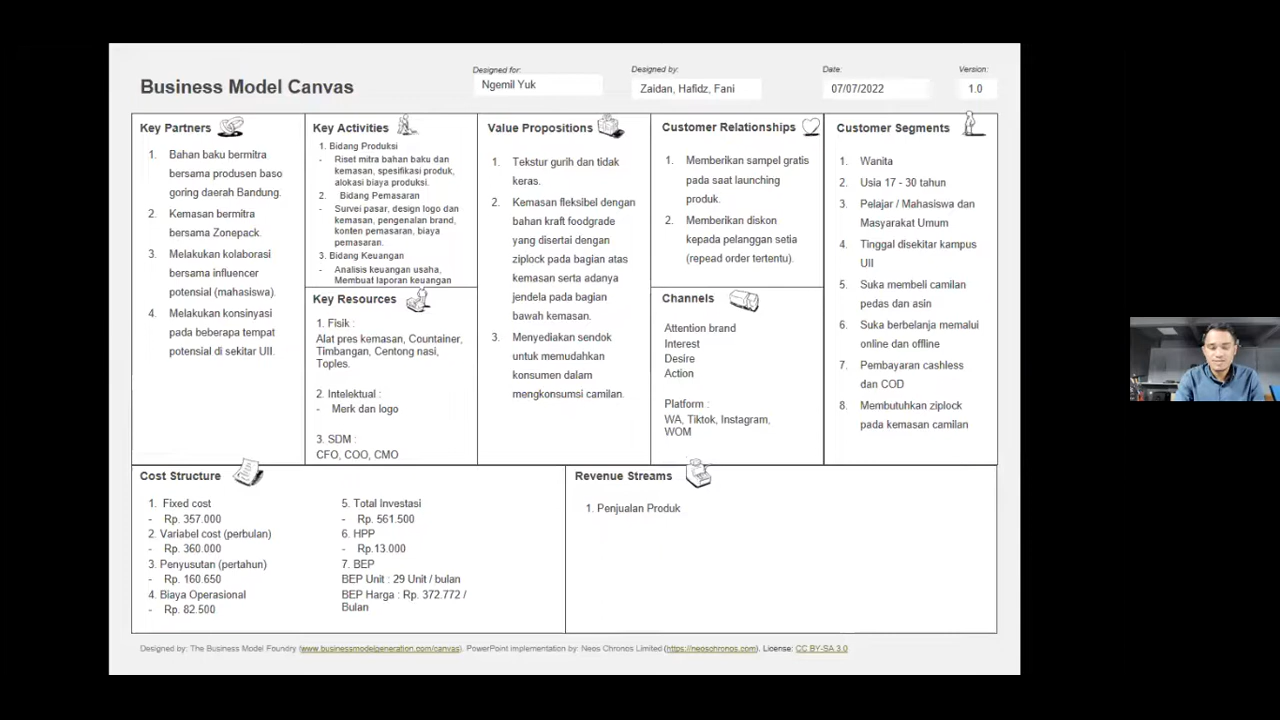 Business Model Canvas
Designed for:
Ngemil Yuk
Designed by:
Zaidan, Hafidz, Fani
Date:
07/07/2022
Version:
1.0
Key Partners
1. Bahan baku bermitra
bersama produsen baso
goring daerah Bandung.
2. Kemasan bermitra
bersama Zonepack.
3. Melakukan kolaborasi
bersama influencer
potensial (mahasiswa).
4. Melakukan konsinyasi
pada beberapa tempat
potensial di sekitar UII.
Key Activities
1. Bidang Produksi
- Riset mitra bahan baku dan
kemasan, spesifikasi produk,
alokasi biaya produksi.
2. Bidang Pemasaran
- Survei pasar, design logo dan
kemasan, pengenalan brand,
konten pemasaran, biaya
pemasaran.
3. Bidang Keuangan
- Analisis keuangan usaha,
Membuat laporan keuangan
Key Resources
1. Fisik :
Alat pres kemasan, Countainer,
Timbangan, Centong nasi,
Toples.
2. Intelektual :
- Merk dan logo
3. SDM :
CFO, COO, CMO
Value Propositions
1. Tekstur gurih dan tidak
keras.
2. Kemasan fleksibel dengan
bahan kraft foodgrade
yang disertai dengan
ziplock pada bagian atas
kemasan serta adanya
jendela pada bagian
bawah kemasan.
3. Menyediakan sendok
untuk memudahkan
konsumen dalam
mengkonsumsi camilan.
Customer Relationships
1. Memberikan sampel gratis
pada saat launching
produk.
2. Memberikan diskon
kepada pelanggan setia
(repead order tertentu).
Channels
Attention brand
Interest
Desire
Action
Platform :
WA, Tiktok, Instagram,
WOM
Customer Segments
1. Wanita
2. Usia 17 - 30 tahun
3. Pelajar / Mahasiswa dan
Masyarakat Umum
4. Tinggal disekitar kampus
UII
5. Suka membeli camilan
pedas dan asin
6. Suka berbelanja memalui
online dan offline
7. Pembayaran cashless
dan COD
8. Membutuhkan ziplock
pada kemasan camilan
Cost Structure
1. Fixed cost
- Rp. 357.000
2. Variabel cost (perbulan)
- Rp. 360.000
3. Penyusutan (pertahun)
- Rp. 160.650
4. Biaya Operasional
- Rp. 82.500
5. Total Investasi
- Rp. 561.500
6. HPP
- Rp.13.000
7. BEP
BEP Unit : 29 Unit / bulan
BEP Harga : Rp. 372.772 /
Bulan
Revenue Streams
1. Penjualan Produk
Designed by: The Business Model Foundry (www.businessmodelgeneration.com/canvas). PowerPoint implementation by: Neos Chronos Limited (https://neoschronos.com). License: CC BY-SA 3.0